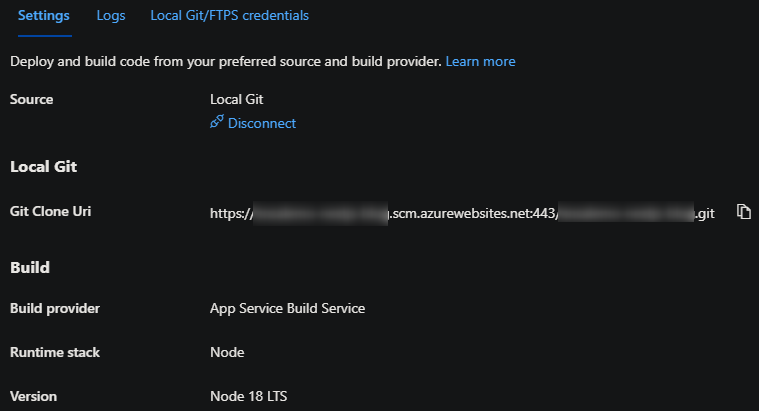 Settings Logs Local Git/FTPS credentials
Deploy and build code from your preferred source and build provider. Learn more
Source Local Git
Disconnect
Local Git
Git Clone Uri https:// .scm.azurewebsites.net:443/ .git
Build
Build provider App Service Build Service
Runtime stack Node
Version Node 18 LTS